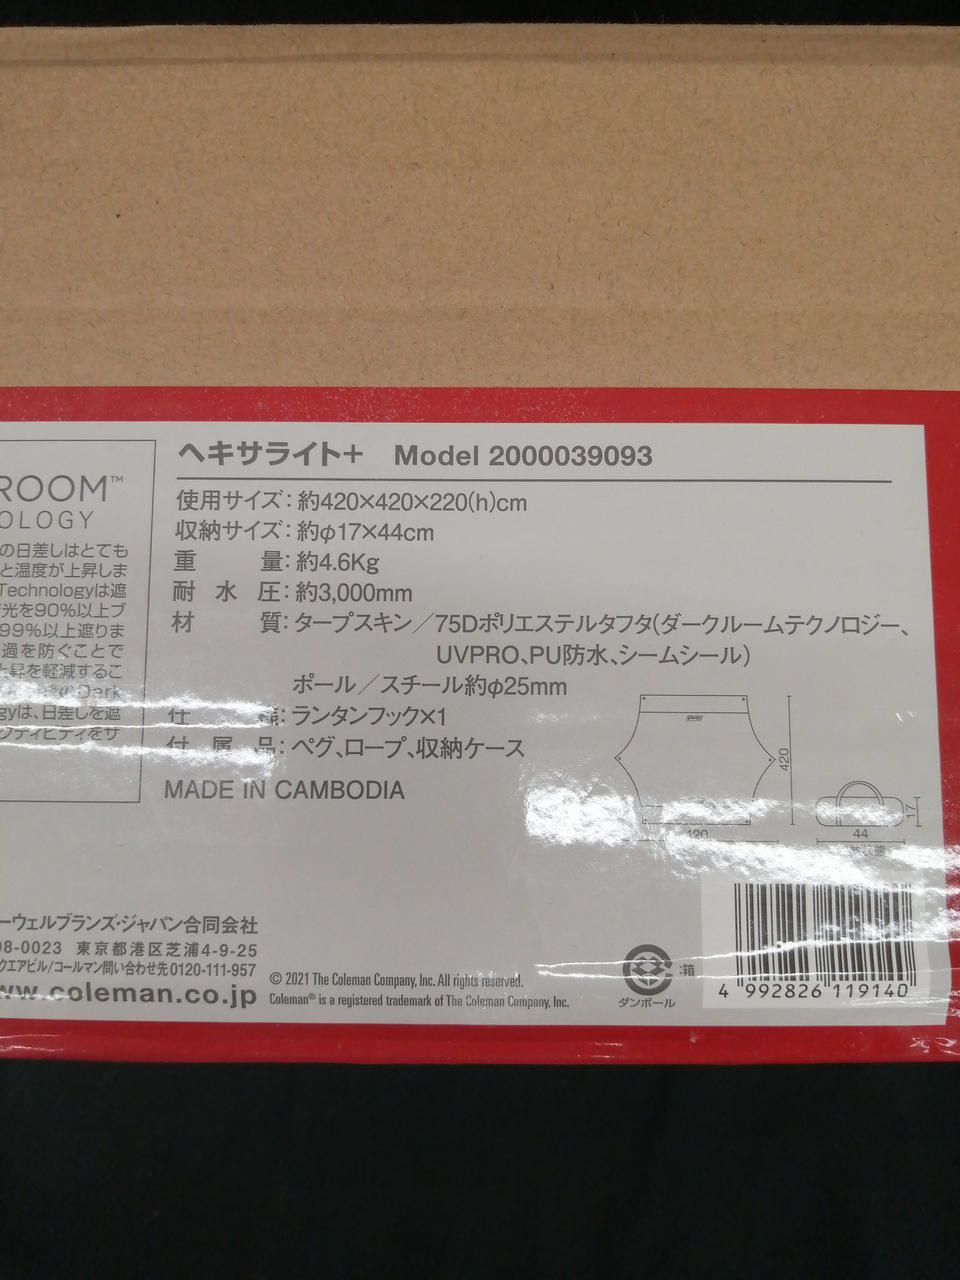 ROOM™
OLOGY
の日差しはとても
と温度が上昇しま
Technologyは遮
光を90%以上ブ
99%以上遮りま
過を防ぐことで
上昇を軽減するこ
Dark
gyは、日差しを遮
ヘキサライト+ Model 2000039093
使用サイズ:約420×420×220(h)cm
収納サイズ:約φ17×44cm
重量:約4.6Kg
耐水圧:約3,000mm
材質:タープスキン/75Dポリエステルタフタ(ダークルームテクノロジー、
UVPRO、PU防水、シームシール)
ポール/スチール約φ25mm
仕様:ランタンフック×1
付属品:ペグ、ロープ、収納ケース
MADE IN CAMBODIA
420
420
17
44
ーウェルブランズ・ジャパン合同会社
08-0023 東京都港区芝浦4-9-25
クエアビル/コールマン問い合わせ先0120-111-957
ww.coleman.co.jp
© 2021 The Coleman Company, Inc. All rights reserved.
Coleman® is a registered trademark of The Coleman Company, Inc.
ダンボール
:箱
4 992826 119140